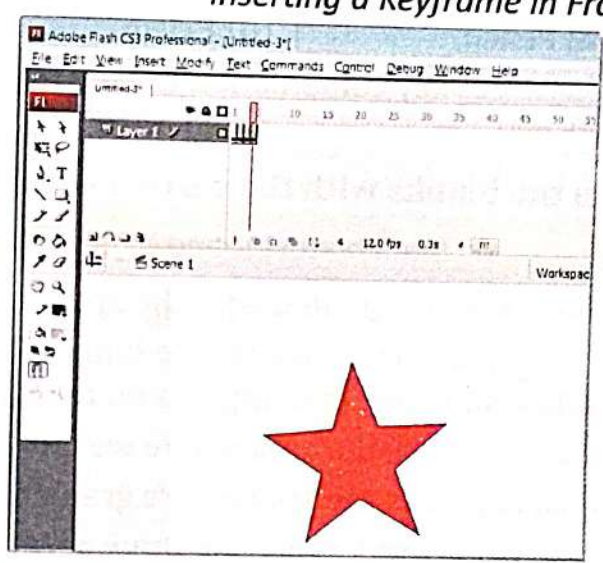 Inserting a Keyframe in Fra
Adobe Flash CS3 Professional - [Untitled-3*]
File Edit View Insert Modify Text Commands Control Debug Window Help
Untitled-3*
10 15 20 25 30 35 40 45 50 55
Layer 1
4 12.0 fps 0.3s
Scene 1
Workspac